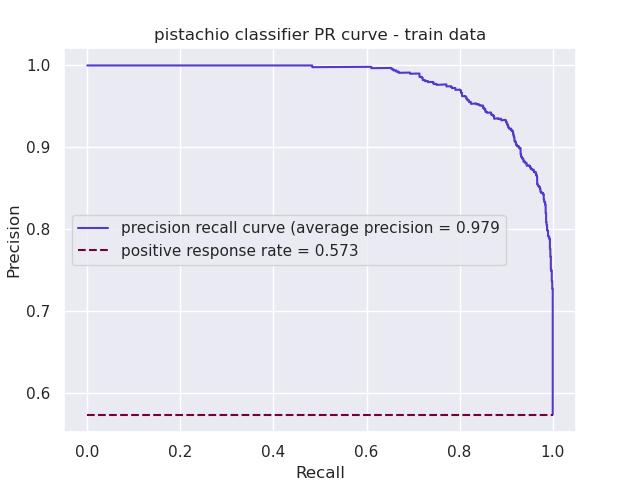 pistachio classifier PR curve - train data
1.0
0.9
0.8
0.7
0.6
Precision
precision recall curve (average precision = 0.979
positive response rate = 0.573
0.0 0.2 0.4 0.6 0.8 1.0
Recall